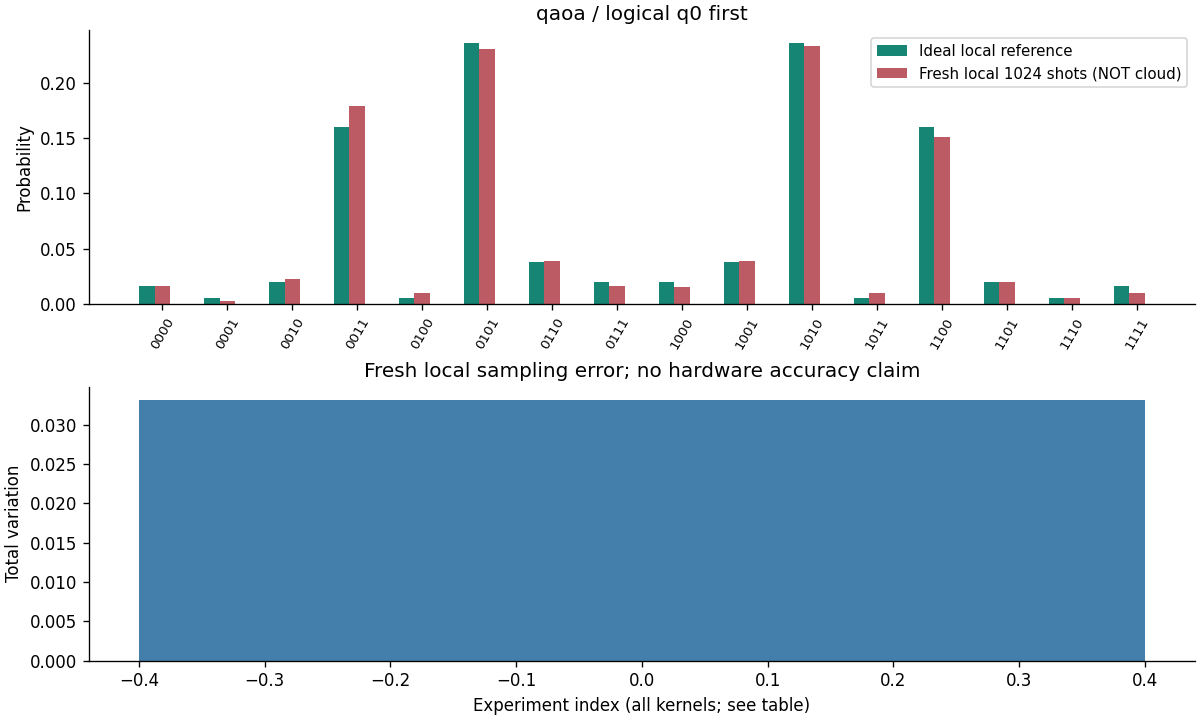 qaoa / logical q0 first
Ideal local reference
Fresh local 1024 shots (NOT cloud)
Probability
0.20
0.15
0.10
0.05
0.00
0000 0001 0010 0011 0100 0101 0110 0111 1000 1001 1010 1011 1100 1101 1110 1111
Fresh local sampling error; no hardware accuracy claim
Total variation
0.030
0.025
0.020
0.015
0.010
0.005
0.000
−0.4 −0.3 −0.2 −0.1 0.0 0.1 0.2 0.3 0.4
Experiment index (all kernels; see table)